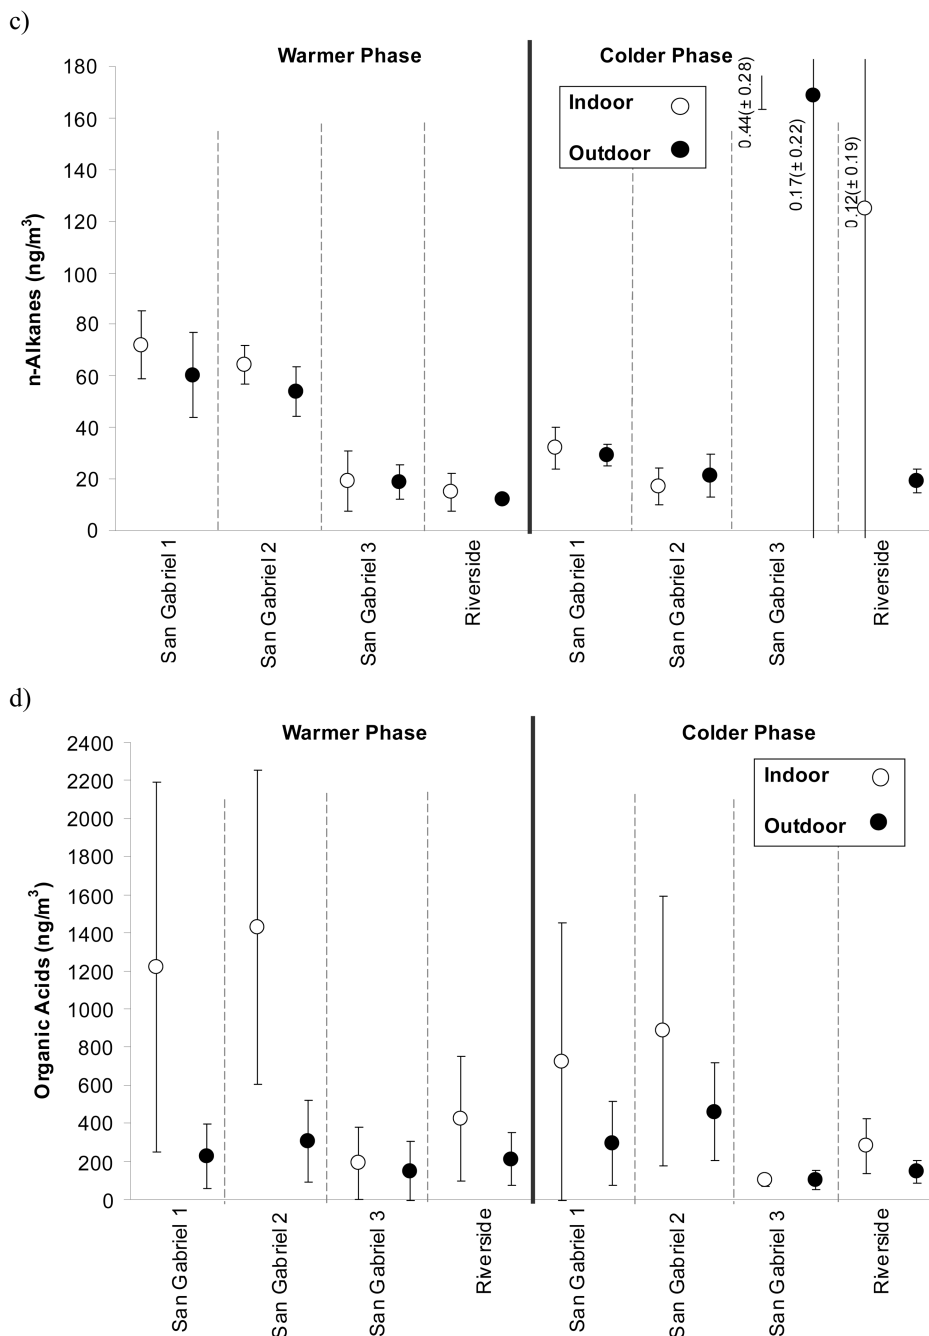 c)
Warmer Phase
Colder Phase
Indoor
Outdoor
0.44(± 0.28)
0.17(± 0.22)
0.12(± 0.19)
n-Alkanes (ng/m³)
180
160
140
120
100
80
60
40
20
0
San Gabriel 1
San Gabriel 2
San Gabriel 3
Riverside
San Gabriel 1
San Gabriel 2
San Gabriel 3
Riverside
d)
Warmer Phase
Colder Phase
Indoor
Outdoor
Organic Acids (ng/m³)
2400
2200
2000
1800
1600
1400
1200
1000
800
600
400
200
0
San Gabriel 1
San Gabriel 2
San Gabriel 3
Riverside
San Gabriel 1
San Gabriel 2
San Gabriel 3
Riverside